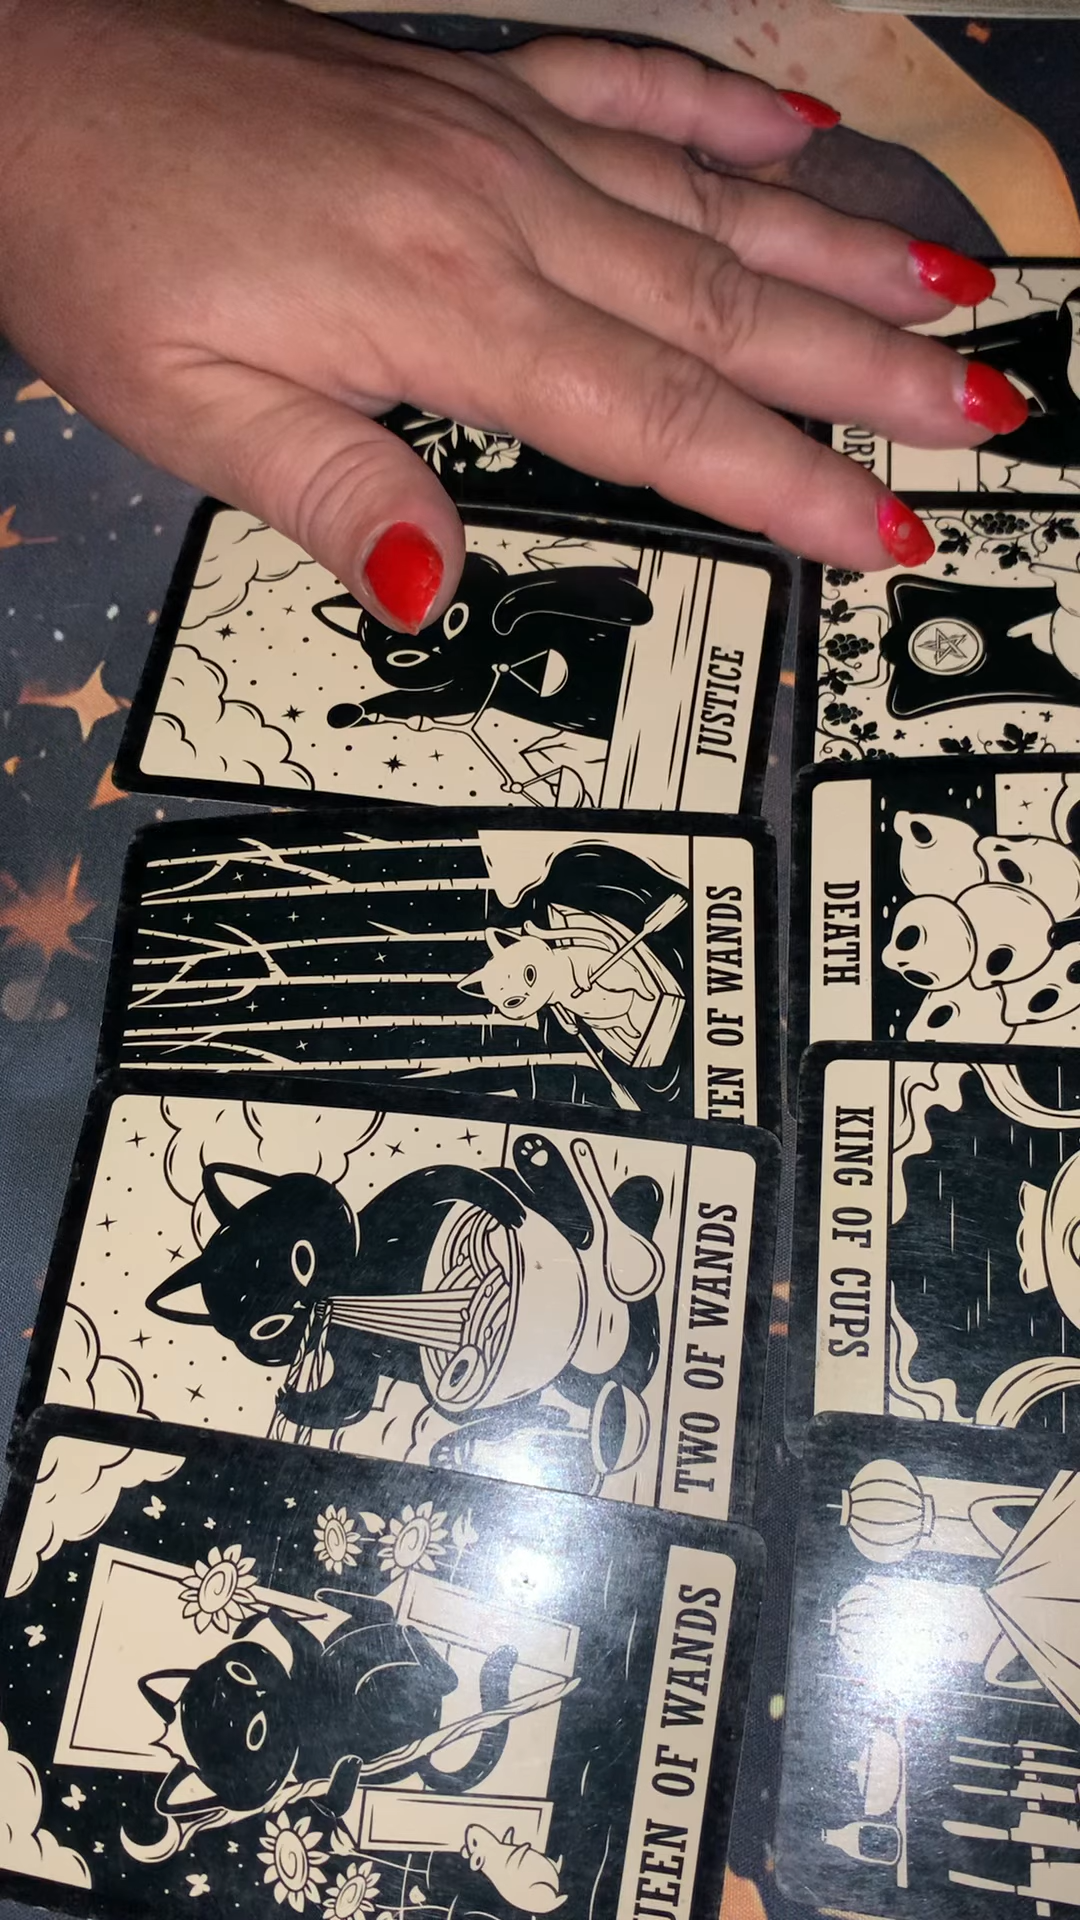 JUSTICE
TEN OF WANDS
TWO OF WANDS
UEEN OF WANDS
DEATH
KING OF CUPS